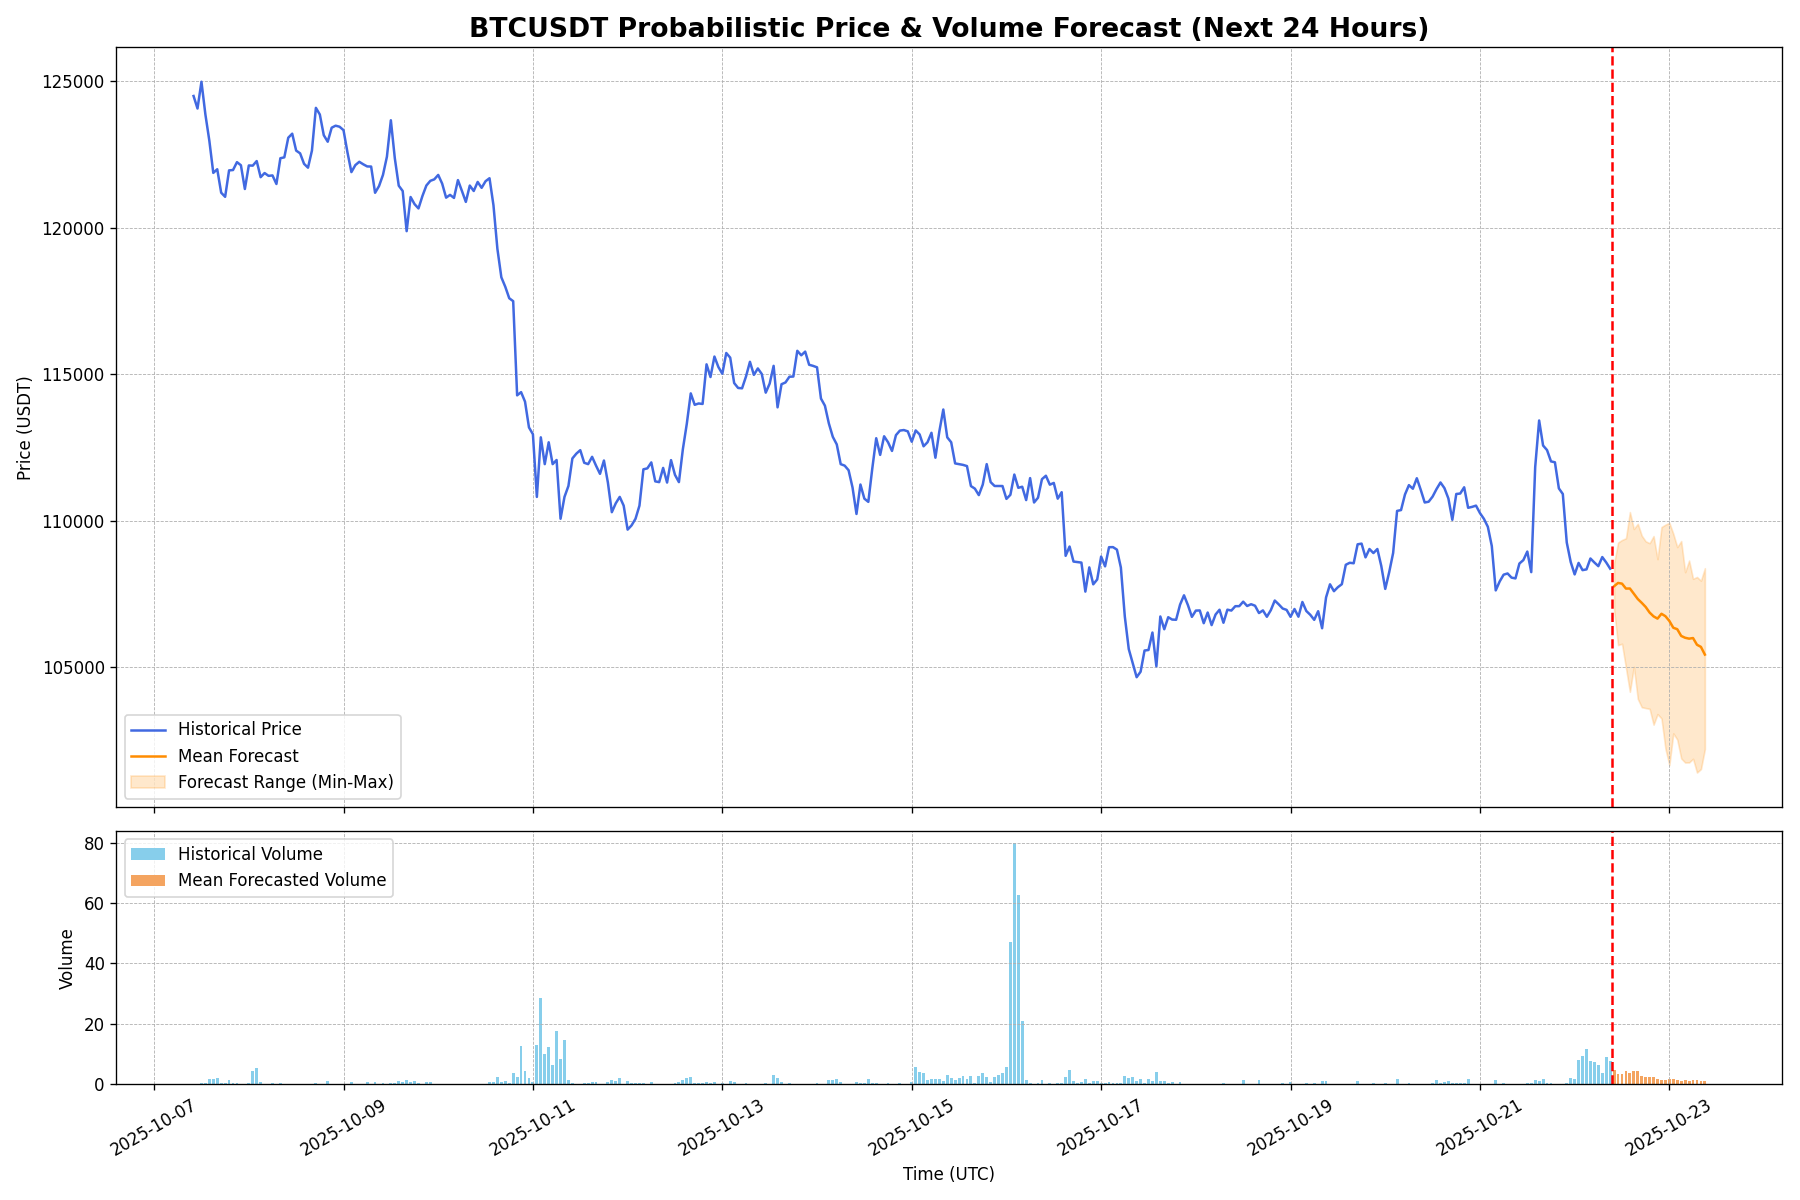 BTCUSDT Probabilistic Price & Volume Forecast (Next 24 Hours)
125000
120000
115000
110000
105000
Price (USDT)
Historical Price
Mean Forecast
Forecast Range (Min-Max)
80
60
40
20
0
Volume
Historical Volume
Mean Forecasted Volume
2025-10-07
2025-10-09
2025-10-11
2025-10-13
2025-10-15
2025-10-17
2025-10-19
2025-10-21
2025-10-23
Time (UTC)